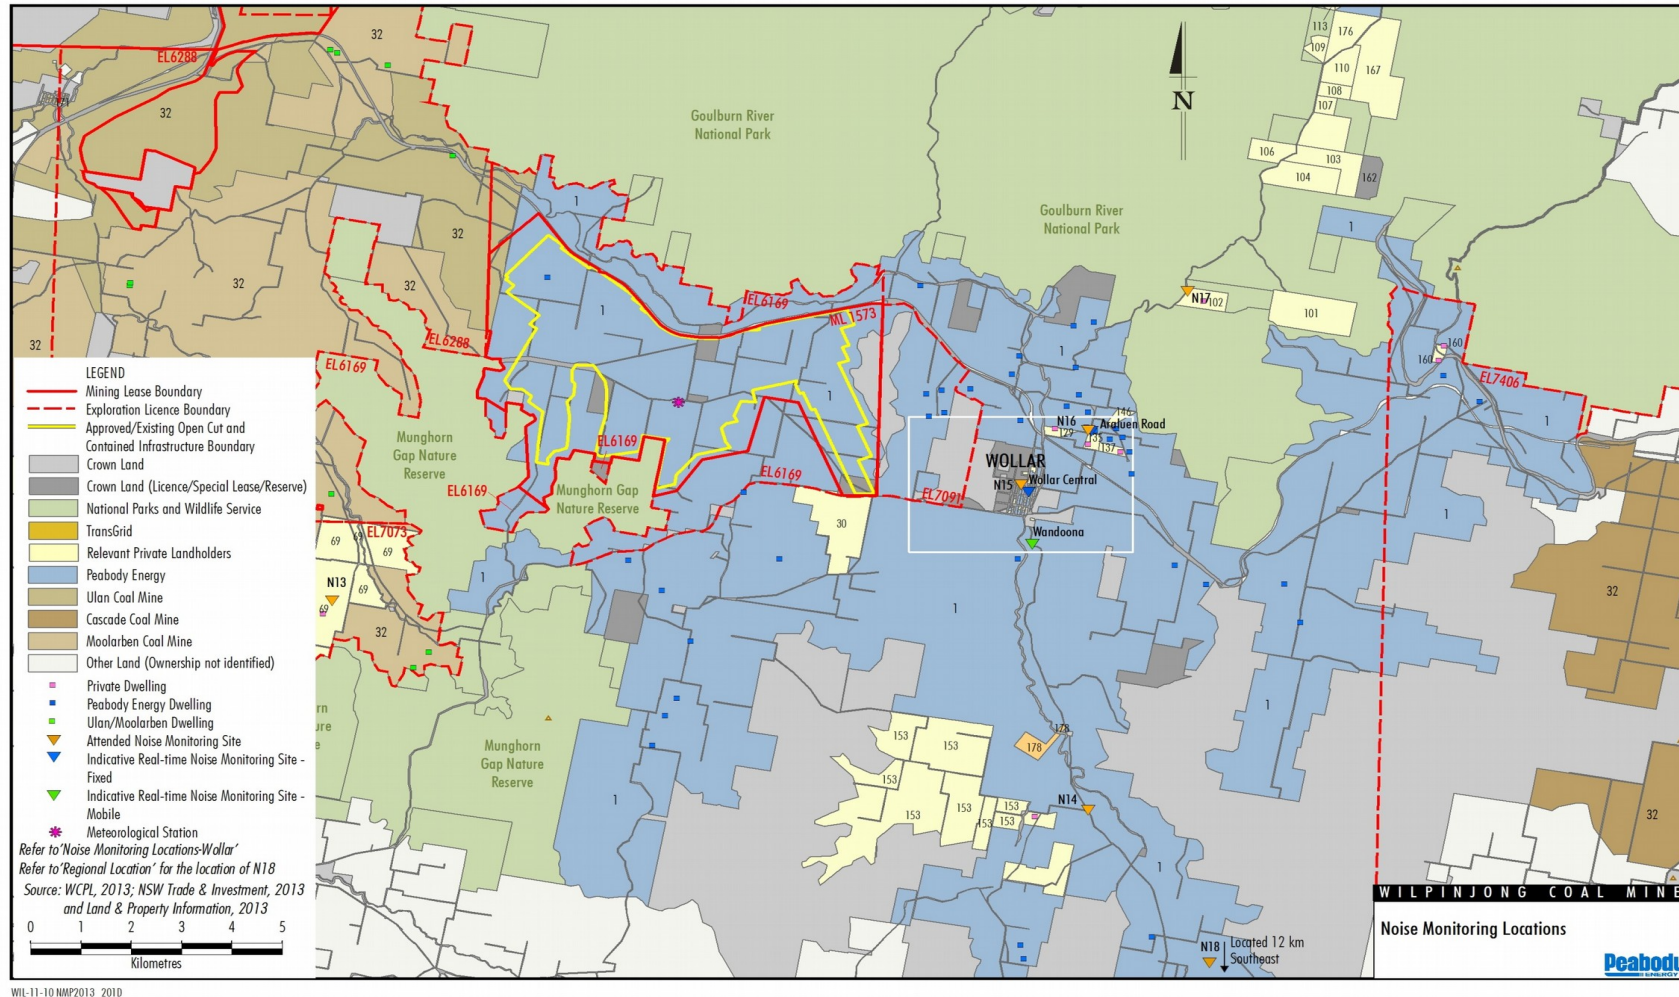 EL6288
32
113
176
109
110
167
108
107
106
103
104
162
32
Goulburn River
National Park
N
Goulburn River
National Park
1
1
32
32
32
32
EL6169
ML 1573
1
N17
102
101
1
EL6288
EL6169
160
160
EL7406
1
1
146
N16
Araluen Road
129
135
137
EL6169
Munghorn
Gap Nature
Reserve
EL6169
EL6169
WOLLAR
N15
Wollar Central
EL7091
Munghorn Gap
Nature Reserve
30
Wandoona
1
EL7073
69
69
69
N13
69
69
32
1
1
32
LEGEND
Mining Lease Boundary
Exploration Licence Boundary
Approved/Existing Open Cut and
Contained Infrastructure Boundary
Crown Land
Crown Land (Licence/Special Lease/Reserve)
National Parks and Wildlife Service
TransGrid
Relevant Private Landholders
Peabody Energy
Ulan Coal Mine
Cascade Coal Mine
Moolarben Coal Mine
Other Land (Ownership not identified)
Private Dwelling
Peabody Energy Dwelling
Ulan/Moolarben Dwelling
Attended Noise Monitoring Site
Indicative Real-time Noise Monitoring Site -
Fixed
Indicative Real-time Noise Monitoring Site -
Mobile
Meteorological Station
Refer to'Noise Monitoring Locations-Wollar'
Refer to'Regional Location' for the location of N18
Source: WCPL, 2013; NSW Trade & Investment, 2013
and Land & Property Information, 2013
0 1 2 3 4 5
Kilometres
Munghorn
Gap Nature
Reserve
1
1
178
178
153
153
153
153
153
153
153
153
N14
1
32
N18
Located 12 km
Southeast
WILPINJONG COAL MINE
Noise Monitoring Locations
Peabody
ENERGY
WIL-11-10 NMP2013_201D